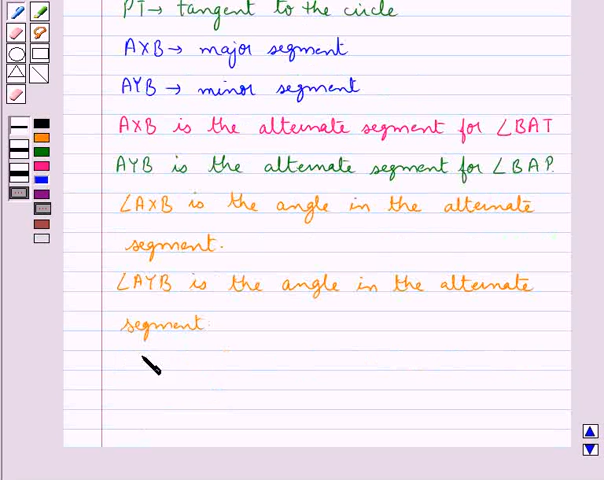 PT → tangent to the circle
AXB → major segment
AYB → minor segment
AXB is the alternate segment for ∠BAT
AYB is the alternate segment for ∠BAP.
∠AXB is the angle in the alternate
segment.
∠AYB is the angle in the alternate
segment.